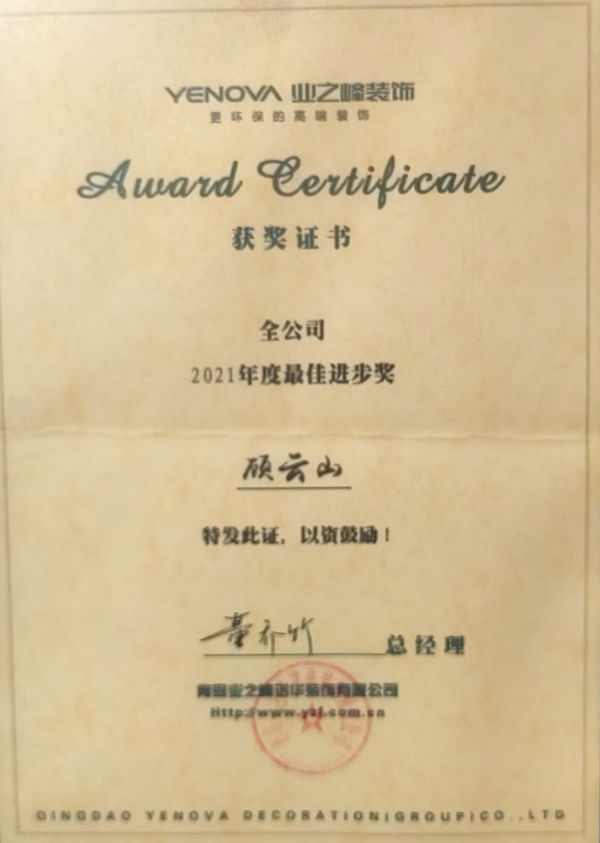 YENOVA 业之峰装饰
更环保的高端装饰
Award Certificate
获奖证书
全公司
2021年度最佳进步奖
顾云山
特发此证，以资鼓励！
总经理
青岛业之峰诺华装饰有限公司
Http://www.yzf.com.cn
QINGDAO YENOVA DECORATION(GROUP)CO.,LTD